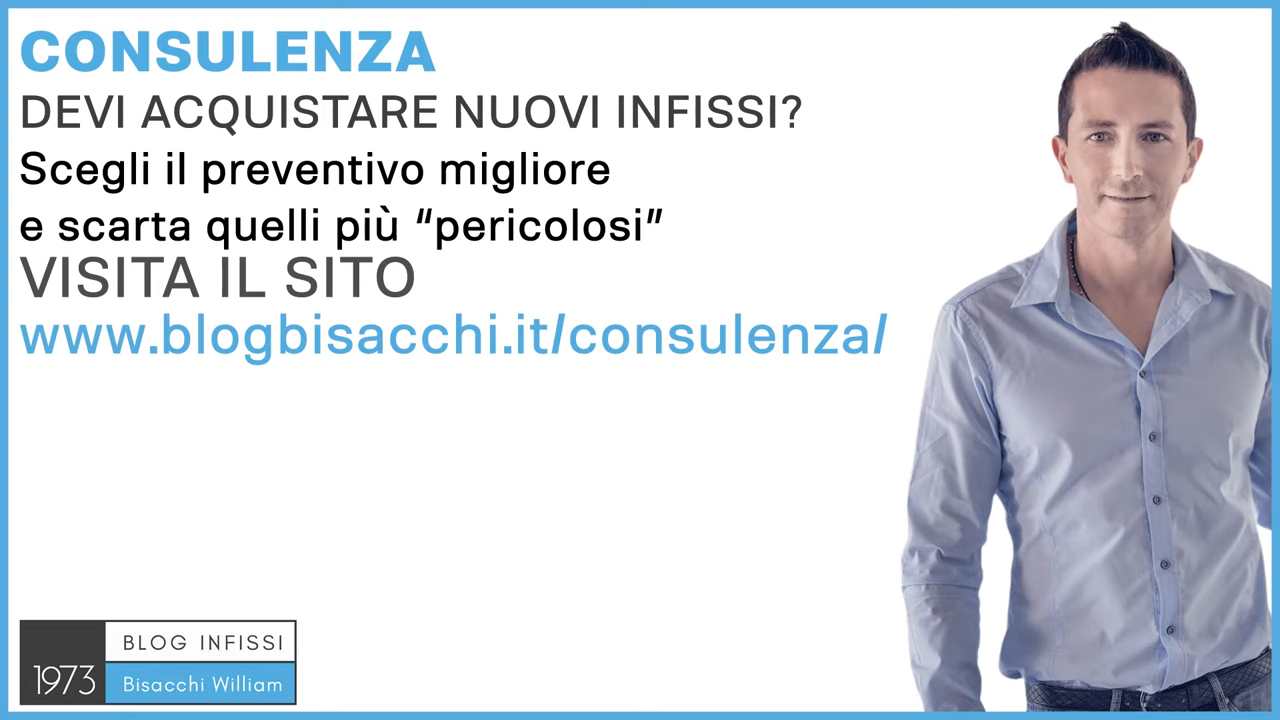 CONSULENZA
DEVI ACQUISTARE NUOVI INFISSI?
Scegli il preventivo migliore
e scarta quelli più “pericolosi”
VISITA IL SITO
www.blogbisacchi.it/consulenza/
1973
BLOG INFISSI
Bisacchi William